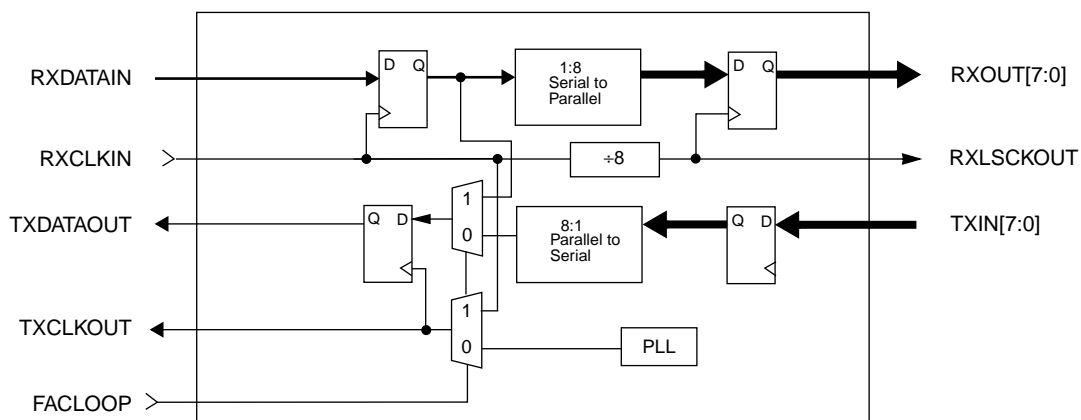 RXDATAIN
D Q
1:8
Serial to
Parallel
D Q
RXOUT[7:0]
RXCLKIN
÷8
RXLSCKOUT
TXDATAOUT
Q D
1
0
8:1
Parallel to
Serial
Q D
TXIN[7:0]
TXCLKOUT
1
0
PLL
FACLOOP